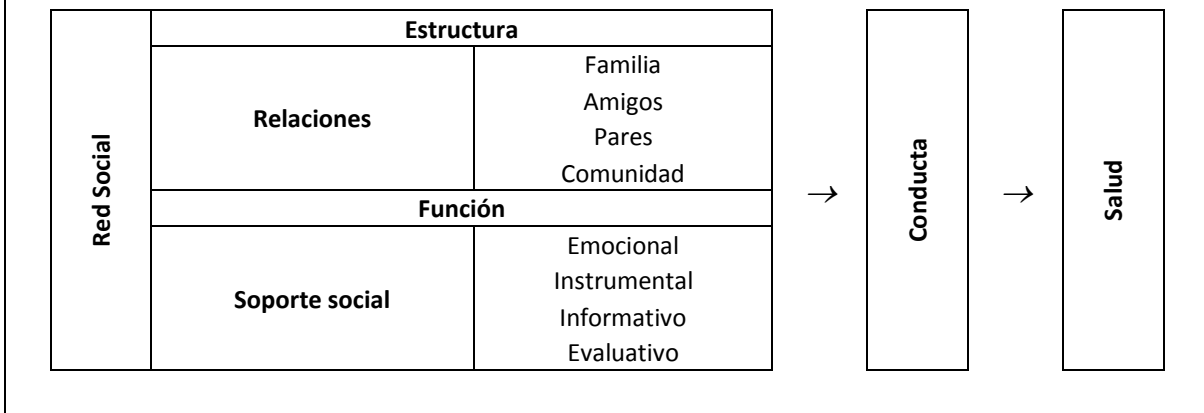 Red Social
Estructura
Relaciones
Familia
Amigos
Pares
Comunidad
Función
Soporte social
Emocional
Instrumental
Informativo
Evaluativo
→
Conducta
→
Salud